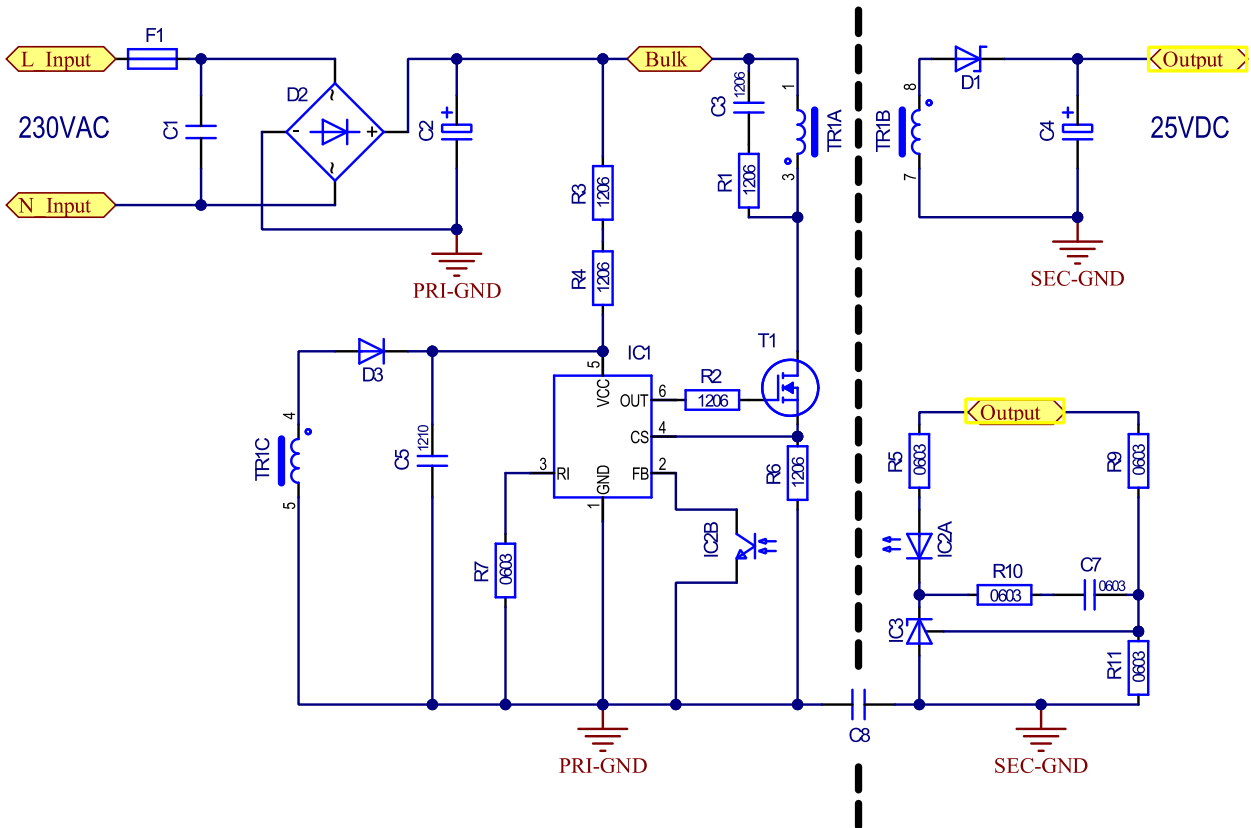 F1
L_Input
Bulk
Output
D2
C1
C2
C3
1206
1
TR1A
TR1B
8
D1
C4
230VAC
25VDC
~
~
-
+
+
+
R1
1206
3
7
N_Input
R3
1206
R4
1206
PRI-GND
SEC-GND
D3
IC1
T1
5
VCC
OUT
6
R2
1206
CS
4
RI
3
FB
2
GND
1
4
TR1C
5
C5
1210
R6
1206
R7
0603
IC2B
Output
R5
0603
R9
0603
IC2A
R10
0603
C7
0603
IC3
R11
0603
C8
PRI-GND
SEC-GND